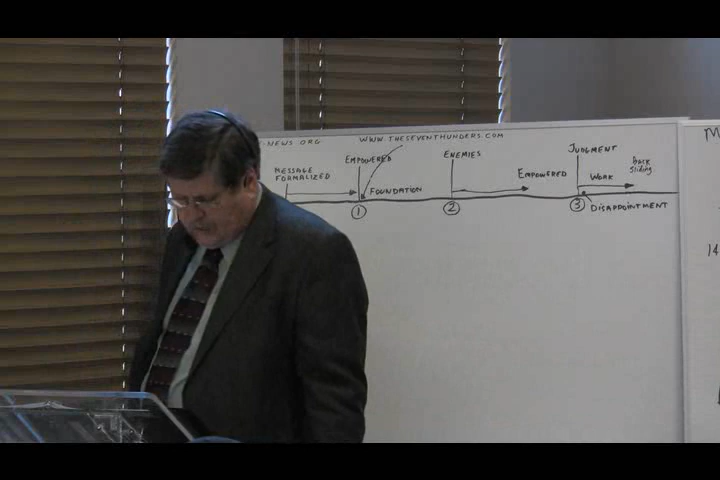 -NEWS.ORG WWW.THESEVENTHUNDERS.COM
MESSAGE
FORMALIZED
EMPOWERED
FOUNDATION
1
ENEMIES
EMPOWERED
2
JUDGMENT
WORK
back
Sliding
3
DISAPPOINTMENT
M
14